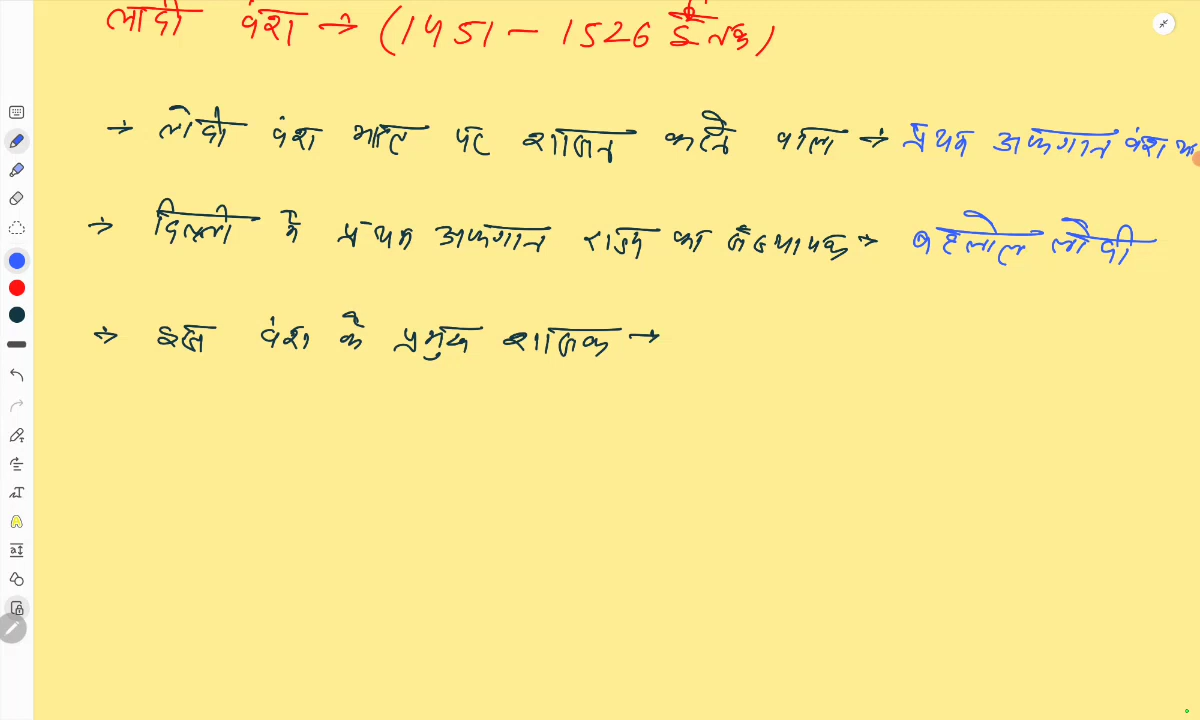 लोदी वंश → (1451 – 1526 ई॰ तक)
→ लोदी वंश भारत पर शासन करने वाला → प्रथम अफगान वंश था
→ दिल्ली में प्रथम अफगान राज्य का संस्थापक → बहलोल लोदी
→ इस वंश के प्रमुख शासक →